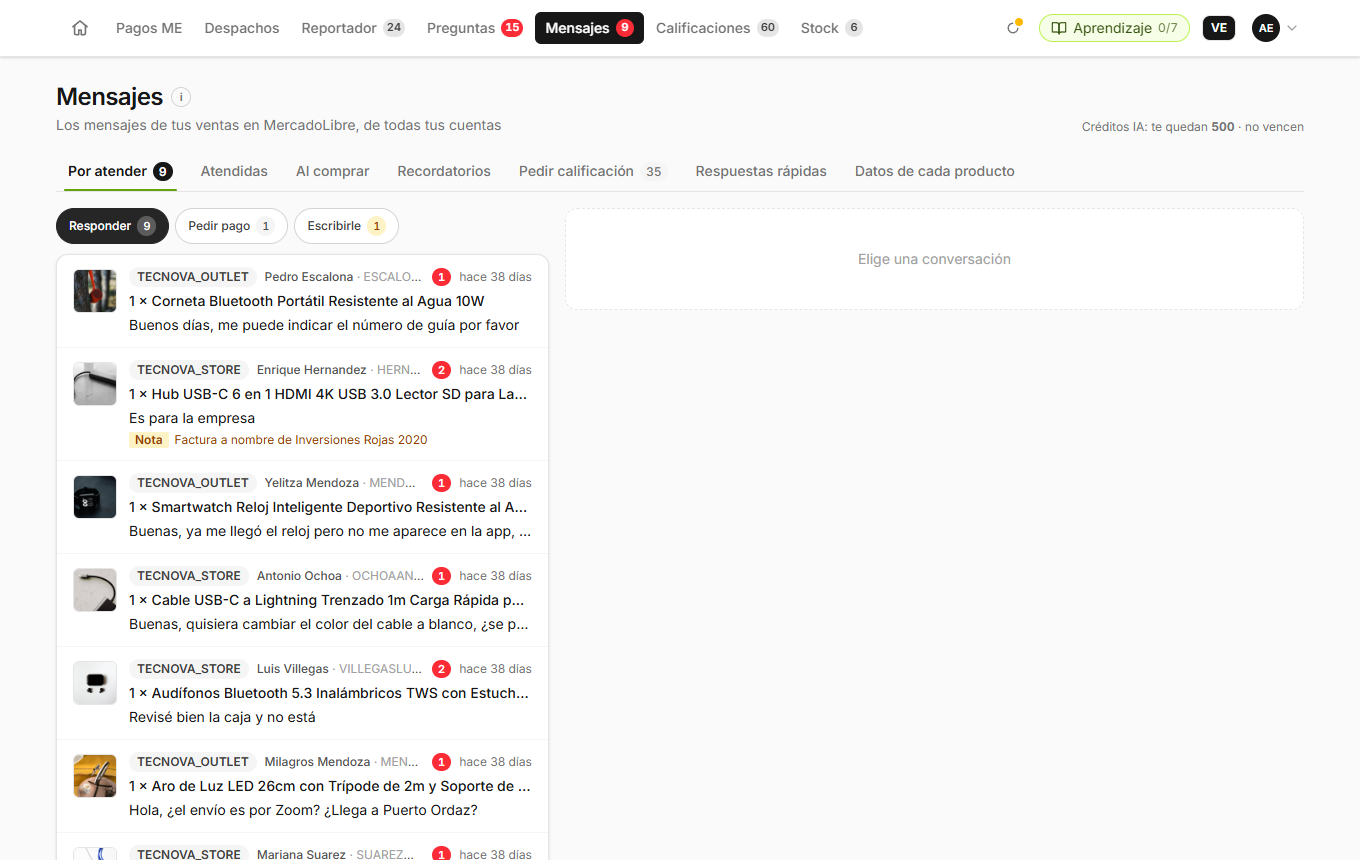 Pagos ME
Despachos
Reportador 24
Preguntas 15
Mensajes 9
Calificaciones 60
Stock 6
Aprendizaje 0/7
VE
AE
Mensajes i
Los mensajes de tus ventas en MercadoLibre, de todas tus cuentas
Créditos IA: te quedan 500 · no vencen
Por atender 9
Atendidas
Al comprar
Recordatorios
Pedir calificación 35
Respuestas rápidas
Datos de cada producto
Responder 9
Pedir pago 1
Escribirle 1
Elige una conversación
TECNOVA_OUTLET Pedro Escalona · ESCALO... 1 hace 38 días
1 × Corneta Bluetooth Portátil Resistente al Agua 10W
Buenos días, me puede indicar el número de guía por favor
TECNOVA_STORE Enrique Hernandez · HERN... 2 hace 38 días
1 × Hub USB-C 6 en 1 HDMI 4K USB 3.0 Lector SD para La...
Es para la empresa
Nota Factura a nombre de Inversiones Rojas 2020
TECNOVA_OUTLET Yelitza Mendoza · MEND... 1 hace 38 días
1 × Smartwatch Reloj Inteligente Deportivo Resistente al A...
Buenas, ya me llegó el reloj pero no me aparece en la app, ...
TECNOVA_STORE Antonio Ochoa · OCHOAAN... 1 hace 38 días
1 × Cable USB-C a Lightning Trenzado 1m Carga Rápida p...
Buenas, quisiera cambiar el color del cable a blanco, ¿se p...
TECNOVA_STORE Luis Villegas · VILLEGASLU... 2 hace 38 días
1 × Audífonos Bluetooth 5.3 Inalámbricos TWS con Estuch...
Revisé bien la caja y no está
TECNOVA_OUTLET Milagros Mendoza · MEN... 1 hace 38 días
1 × Aro de Luz LED 26cm con Trípode de 2m y Soporte de ...
Hola, ¿el envío es por Zoom? ¿Llega a Puerto Ordaz?
TECNOVA_STORE Mariana Suarez · SUAREZ... 1 hace 38 días